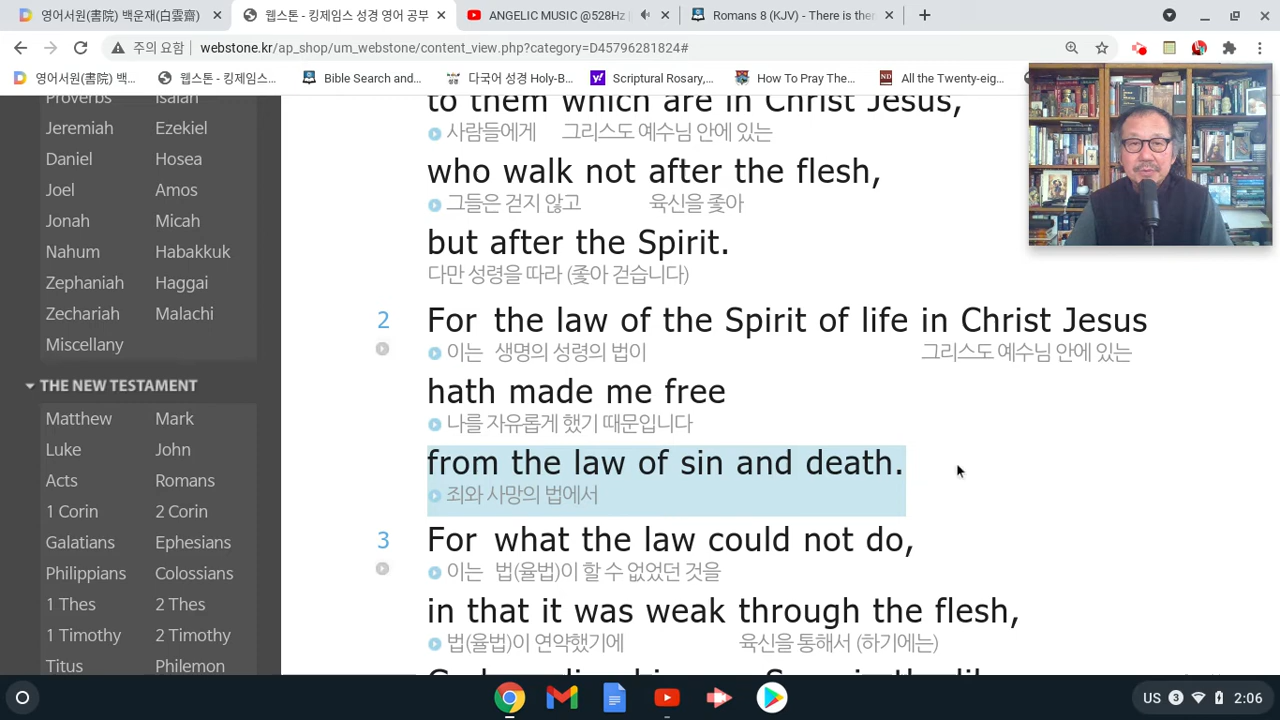 영어서원(書院) 백운재(白雲齋)
웹스톤 - 킹제임스 성경 영어 공부
ANGELIC MUSIC @528Hz
Romans 8 (KJV) - There is ther
주의 요함
webstone.kr/ap_shop/um_webstone/content_view.php?category=D45796281824#
영어서원(書院) 백...
웹스톤 - 킹제임스...
Bible Search and...
다국어 성경 Holy-B...
Scriptural Rosary,...
How To Pray The...
All the Twenty-eig...
Proverbs Isaiah
Jeremiah Ezekiel
Daniel Hosea
Joel Amos
Jonah Micah
Nahum Habakkuk
Zephaniah Haggai
Zechariah Malachi
Miscellany
THE NEW TESTAMENT
Matthew Mark
Luke John
Acts Romans
1 Corin 2 Corin
Galatians Ephesians
Philippians Colossians
1 Thes 2 Thes
1 Timothy 2 Timothy
Titus Philemon
to them which are in Christ Jesus,
사람들에게 그리스도 예수님 안에 있는
who walk not after the flesh,
그들은 걷지 않고 육신을 좇아
but after the Spirit.
다만 성령을 따라 (좇아 걷습니다)
2 For the law of the Spirit of life in Christ Jesus
이는 생명의 성령의 법이 그리스도 예수님 안에 있는
hath made me free
나를 자유롭게 했기 때문입니다
from the law of sin and death.
죄와 사망의 법에서
3 For what the law could not do,
이는 법(율법)이 할 수 없었던 것을
in that it was weak through the flesh,
법(율법)이 연약했기에 육신을 통해서 (하기에는)
US 3 2:06